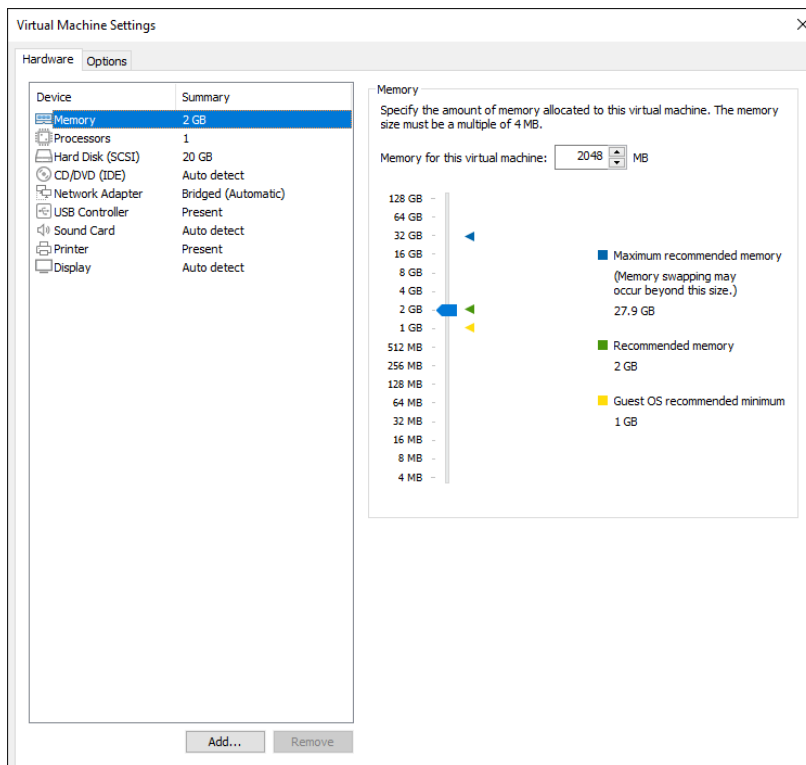 Virtual Machine Settings
Hardware Options
Device Summary
Memory 2 GB
Processors 1
Hard Disk (SCSI) 20 GB
CD/DVD (IDE) Auto detect
Network Adapter Bridged (Automatic)
USB Controller Present
Sound Card Auto detect
Printer Present
Display Auto detect
Add... Remove
Memory
Specify the amount of memory allocated to this virtual machine. The memory
size must be a multiple of 4 MB.
Memory for this virtual machine: 2048 MB
128 GB
64 GB
32 GB
16 GB
8 GB
4 GB
2 GB
1 GB
512 MB
256 MB
128 MB
64 MB
32 MB
16 MB
8 MB
4 MB
Maximum recommended memory
(Memory swapping may
occur beyond this size.)
27.9 GB
Recommended memory
2 GB
Guest OS recommended minimum
1 GB